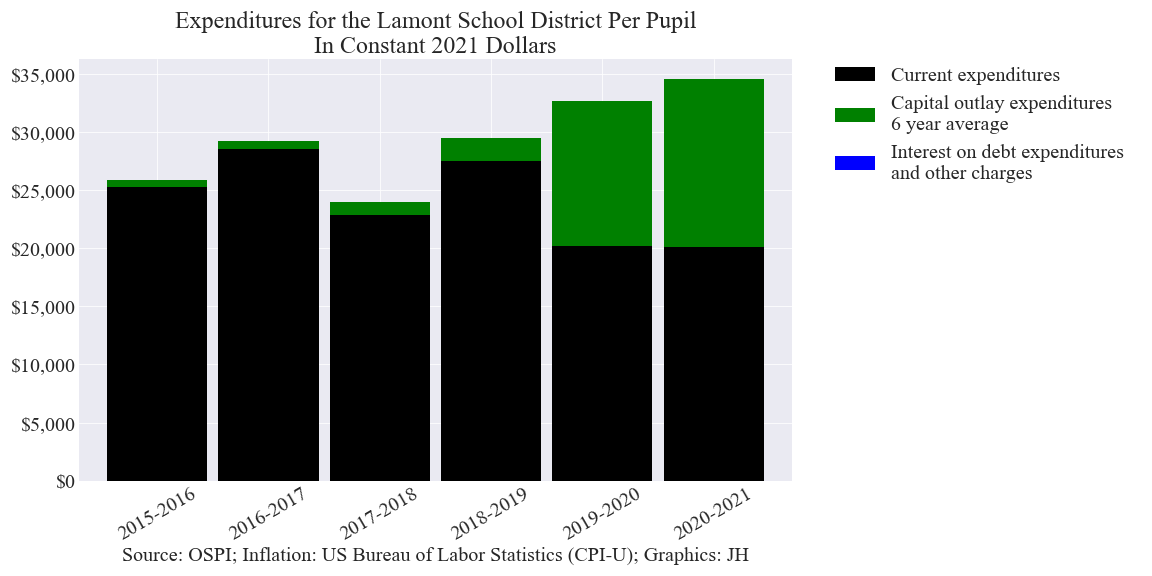 Expenditures for the Lamont School District Per Pupil
In Constant 2021 Dollars
$35,000
$30,000
$25,000
$20,000
$15,000
$10,000
$5,000
$0
2015-2016
2016-2017
2017-2018
2018-2019
2019-2020
2020-2021
Source: OSPI; Inflation: US Bureau of Labor Statistics (CPI-U); Graphics: JH
Current expenditures
Capital outlay expenditures
6 year average
Interest on debt expenditures
and other charges